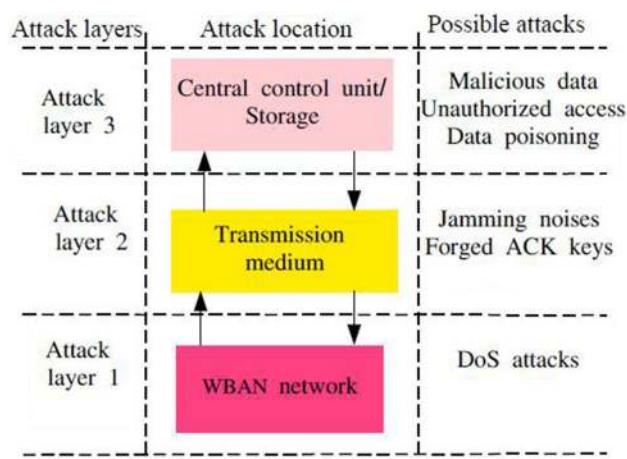 Attack layers Attack location Possible attacks
Attack layer 3
Central control unit/
Storage
Malicious data
Unauthorized access
Data poisoning
Attack
layer 2
Transmission
medium
Jamming noises
Forged ACK keys
Attack
layer 1
WBAN network
DoS attacks